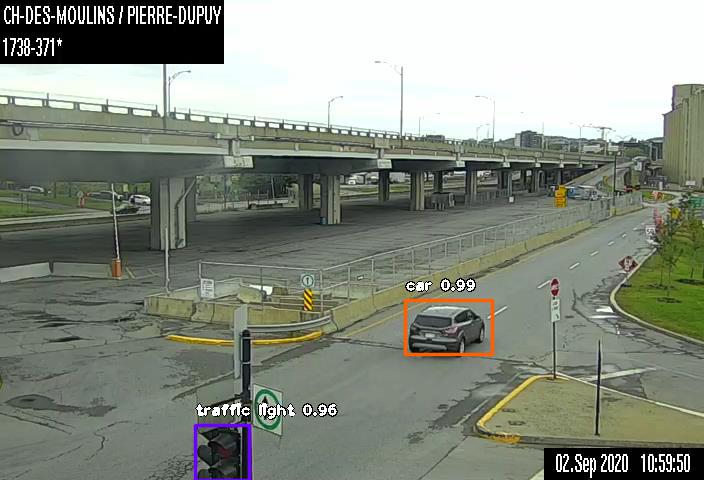 CH-DES-MOULINS / PIERRE-DUPUY
1738-371*
car 0.99
traffic light 0.96
02.Sep 2020 10:59:50